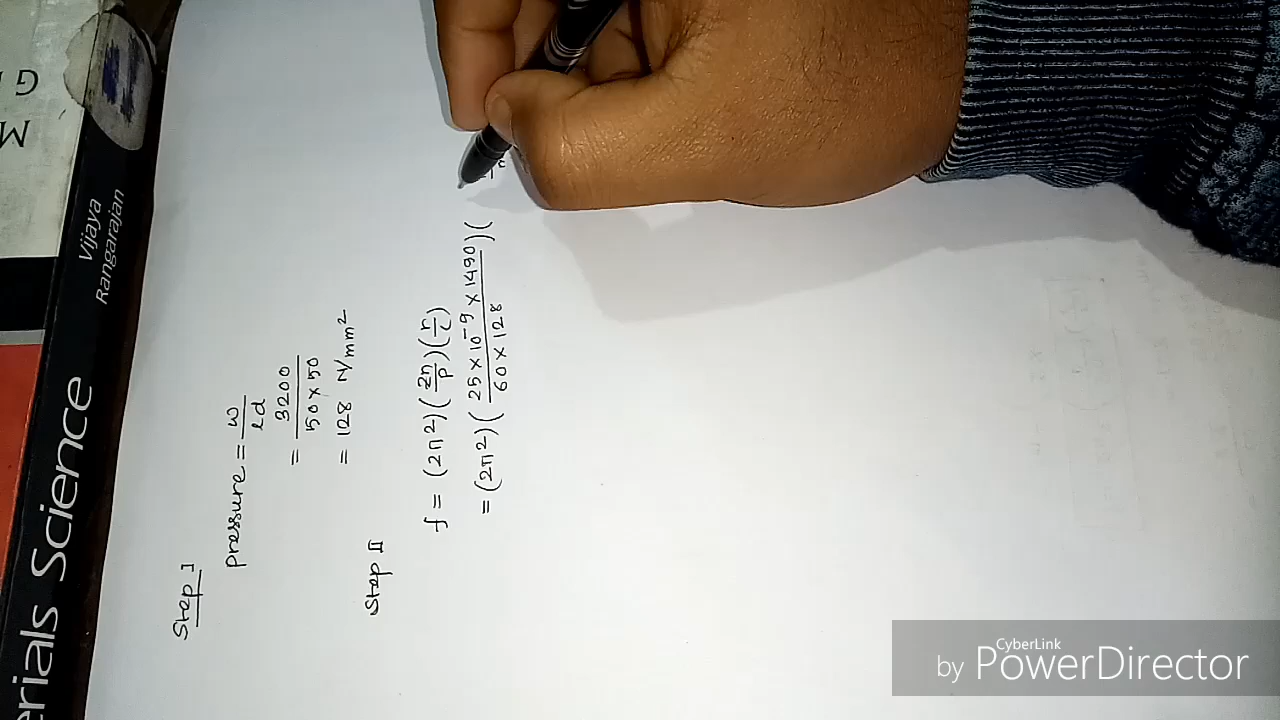 Step I
Pressure = w/ld
= 3200/50 × 50
= 128 N/mm²
Step II
f = (2π²)(2n/p)(r/c)
= (2π²)(25 × 10⁻⁹ × 1490/60 × 128)(
erials Science
Vijaya
Rangarajan
M
G
by CyberLink PowerDirector